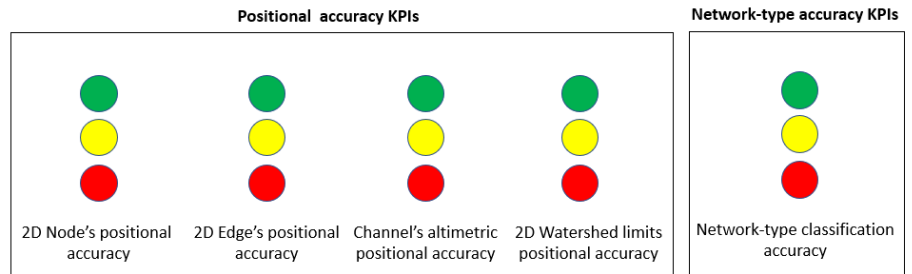 Positional accuracy KPIs
Network-type accuracy KPIs
2D Node's positional
accuracy
2D Edge's positional
accuracy
Channel's altimetric
positional accuracy
2D Watershed limits
positional accuracy
Network-type classification
accuracy